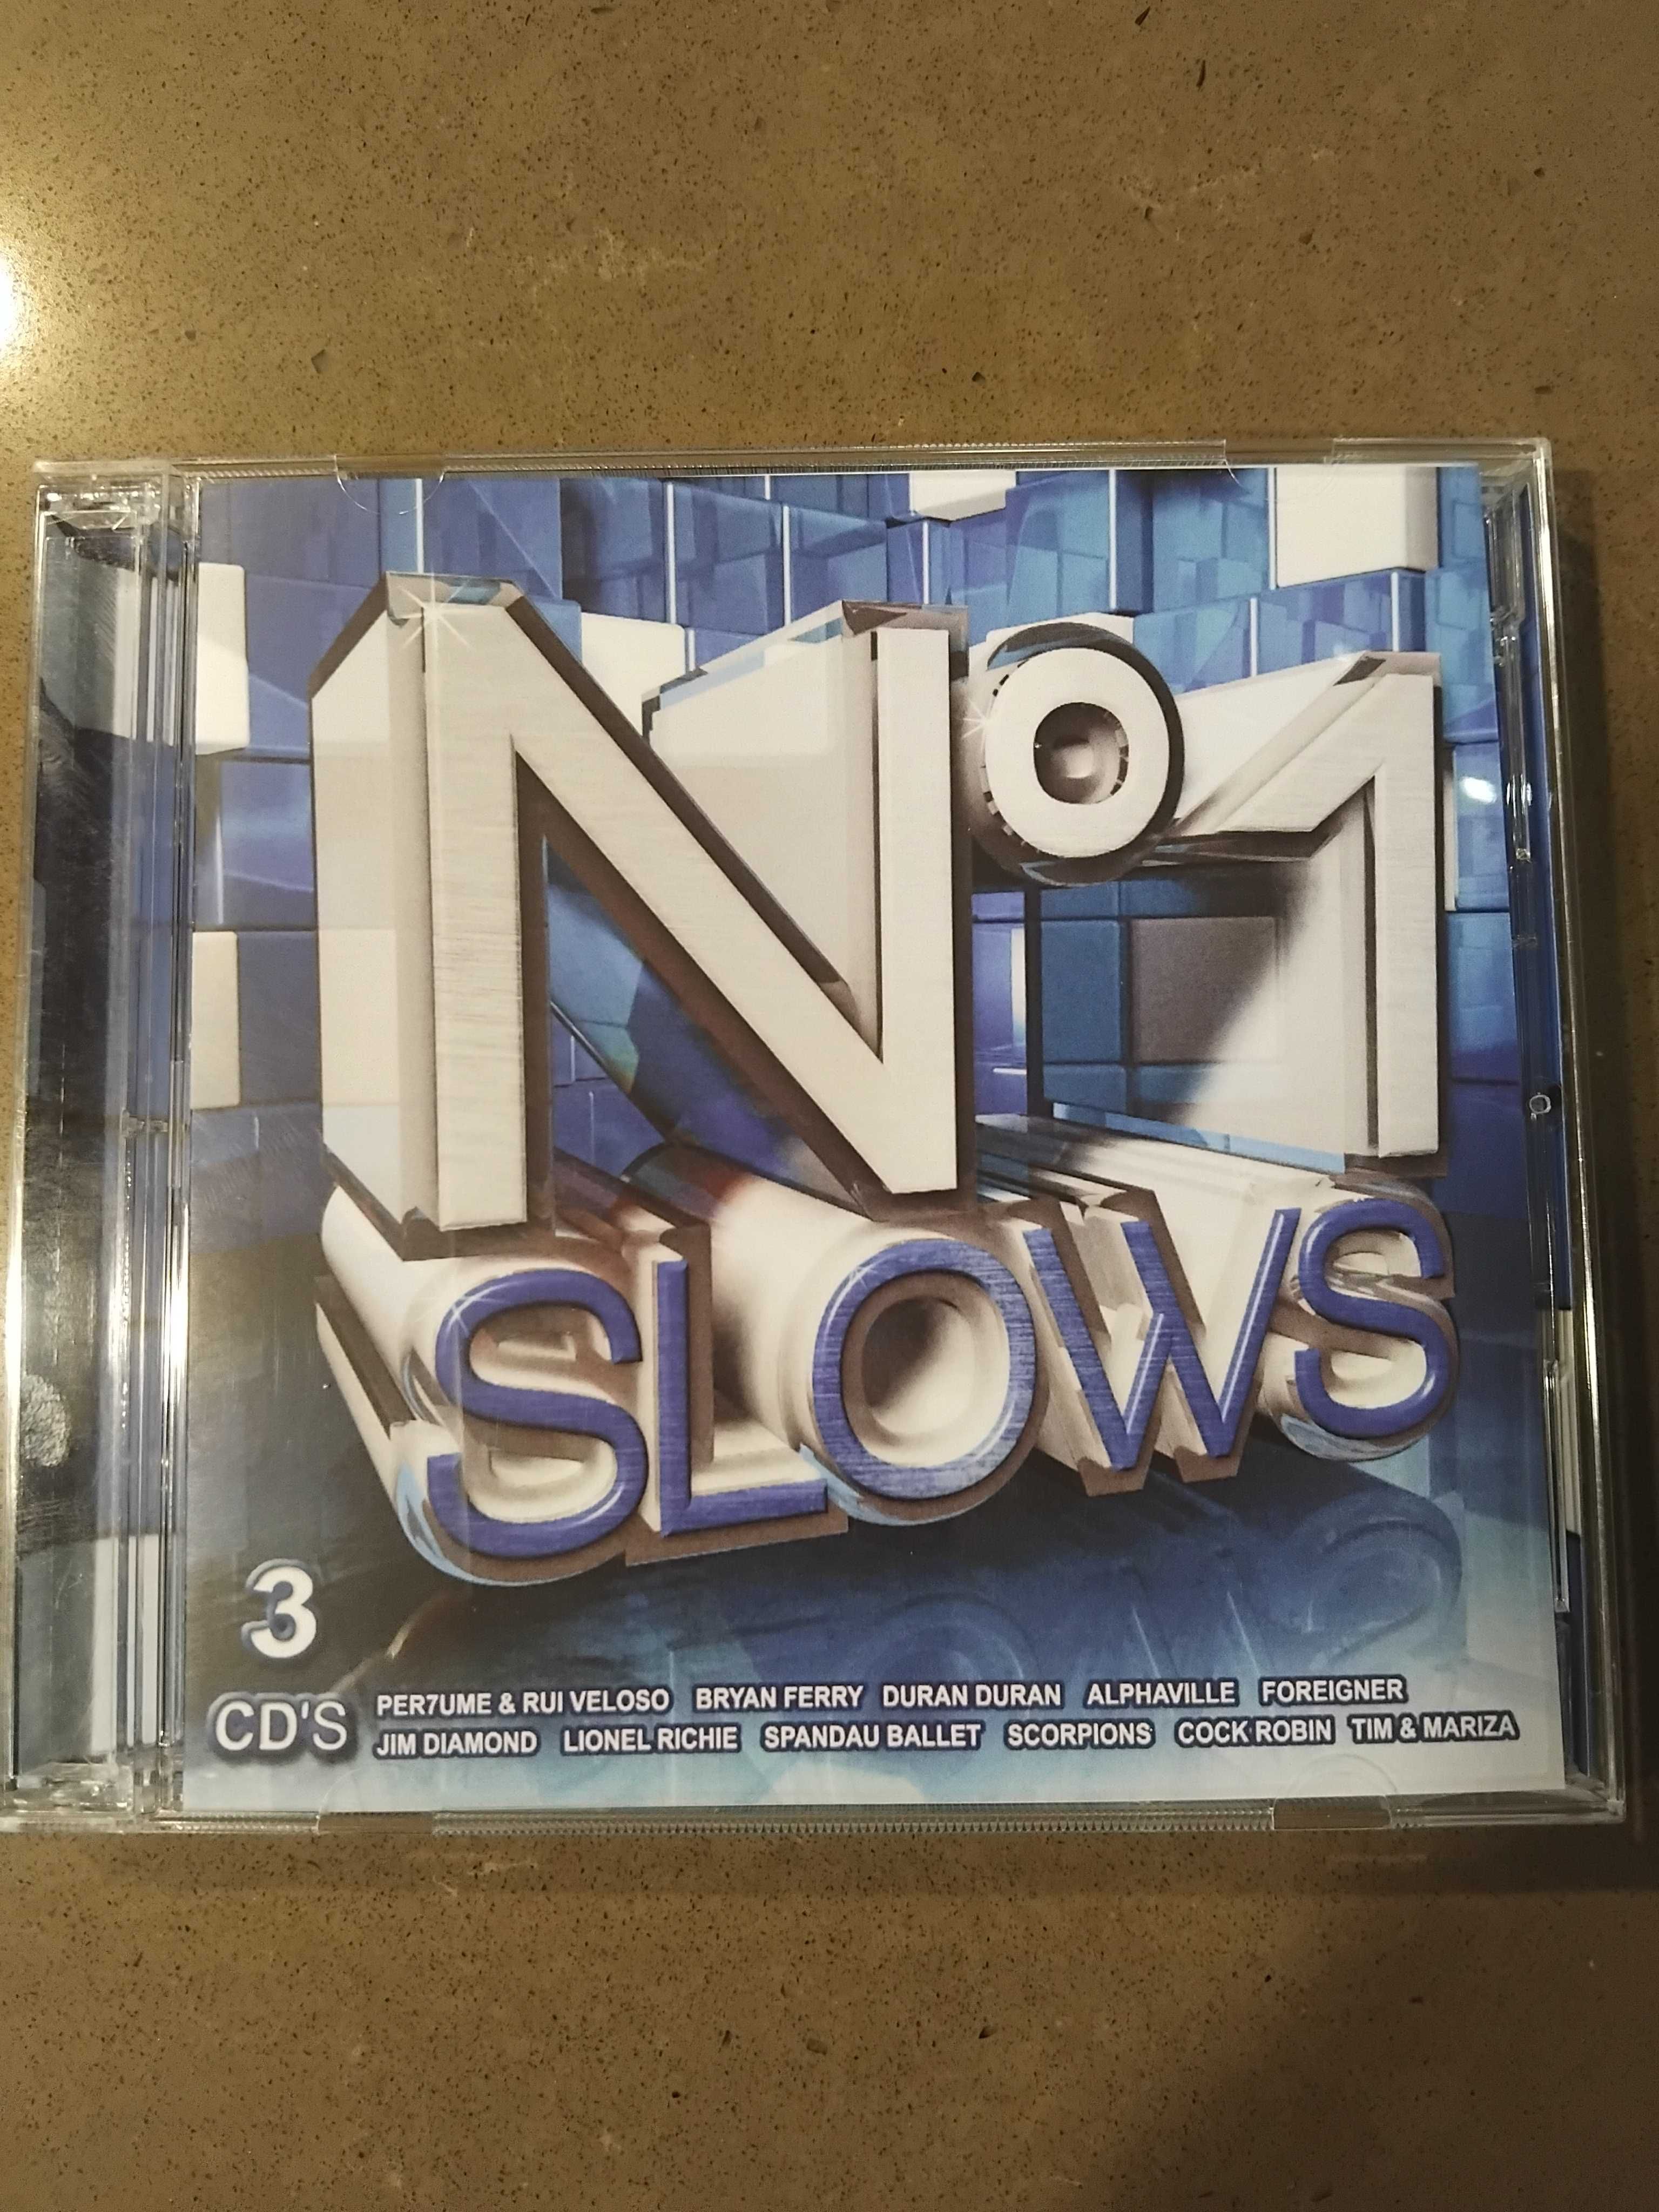 Nº1
SLOWS
3
CD'S
PER7UME & RUI VELOSO BRYAN FERRY DURAN DURAN ALPHAVILLE FOREIGNER
JIM DIAMOND LIONEL RICHIE SPANDAU BALLET SCORPIONS COCK ROBIN TIM & MARIZA